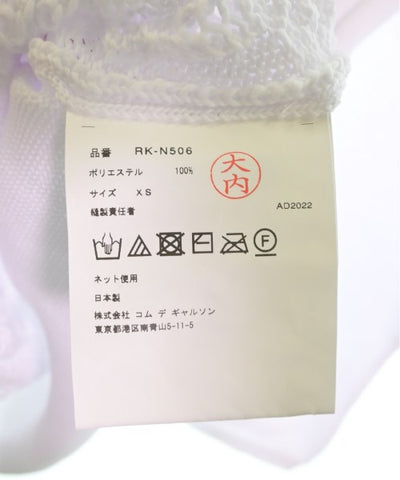 品番 RK-N506
ポリエステル 100%
サイズ XS
縫製責任者
大内
AD2022
F
ネット使用
日本製
株式会社 コム デ ギャルソン
東京都港区南青山5-11-5